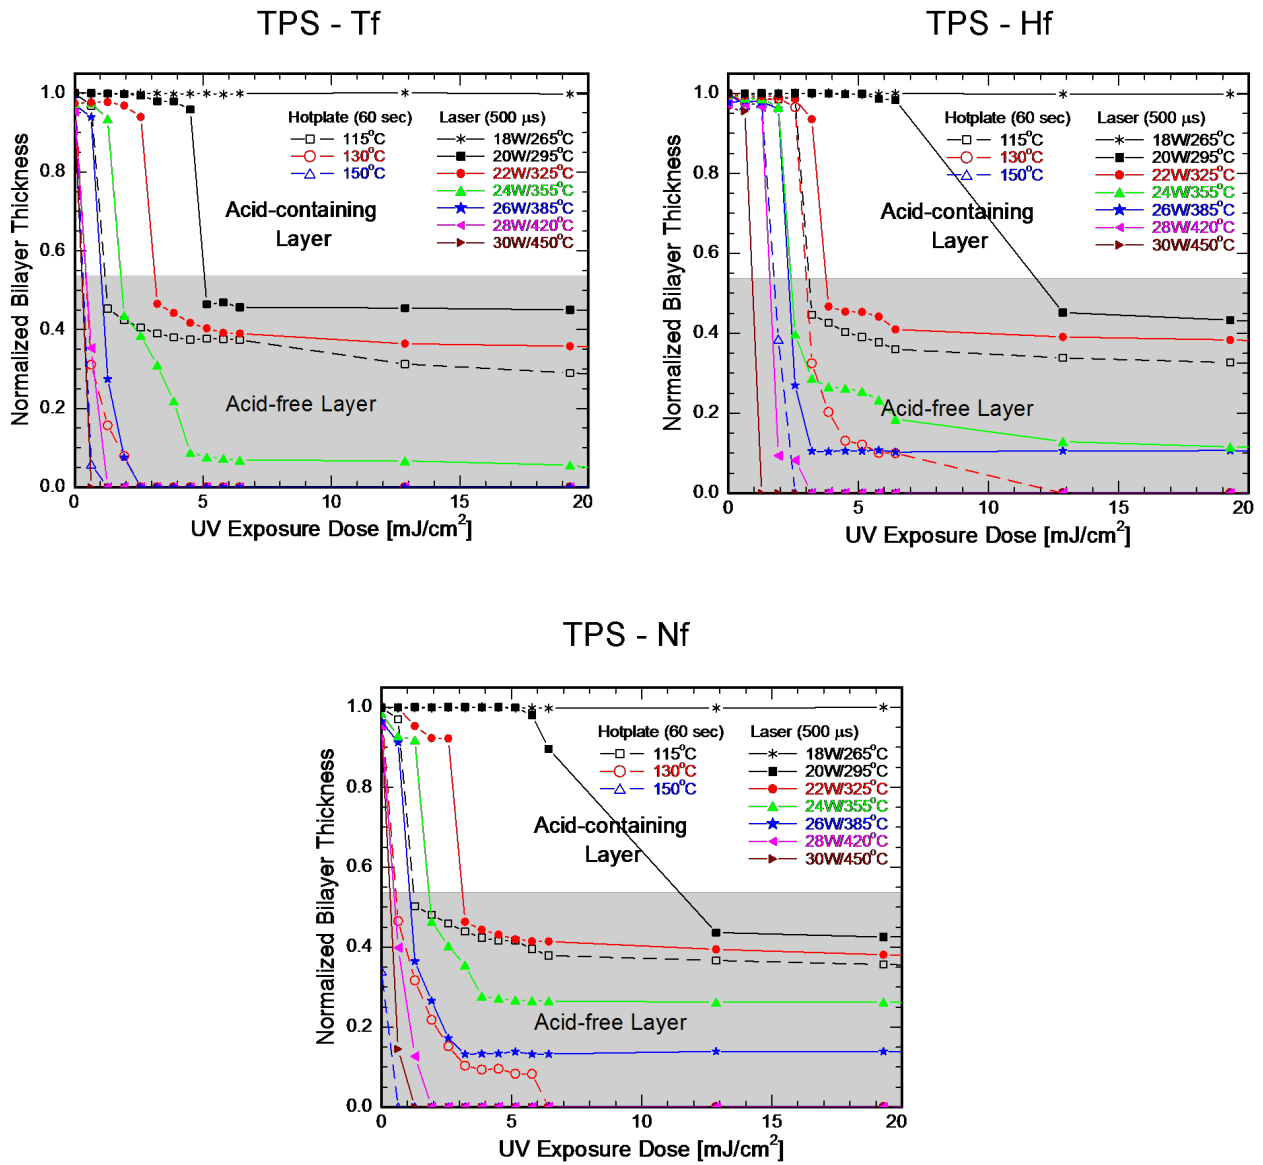 TPS - Tf
Normalized Bilayer Thickness
1.0
0.8
0.6
0.4
0.2
0.0
Hotplate (60 sec)
115°C
130°C
150°C
Laser (500 µs)
18W/265°C
20W/295°C
22W/325°C
24W/355°C
26W/385°C
28W/420°C
30W/450°C
Acid-containing
Layer
Acid-free Layer
0
5
10
15
20
UV Exposure Dose [mJ/cm²]
TPS - Hf
Normalized Bilayer Thickness
1.0
0.8
0.6
0.4
0.2
0.0
Hotplate (60 sec)
115°C
130°C
150°C
Laser (500 µs)
18W/265°C
20W/295°C
22W/325°C
24W/355°C
26W/385°C
28W/420°C
30W/450°C
Acid-containing
Layer
Acid-free Layer
0
5
10
15
20
UV Exposure Dose [mJ/cm²]
TPS - Nf
Normalized Bilayer Thickness
1.0
0.8
0.6
0.4
0.2
0.0
Hotplate (60 sec)
115°C
130°C
150°C
Laser (500 µs)
18W/265°C
20W/295°C
22W/325°C
24W/355°C
26W/385°C
28W/420°C
30W/450°C
Acid-containing
Layer
Acid-free Layer
0
5
10
15
20
UV Exposure Dose [mJ/cm²]